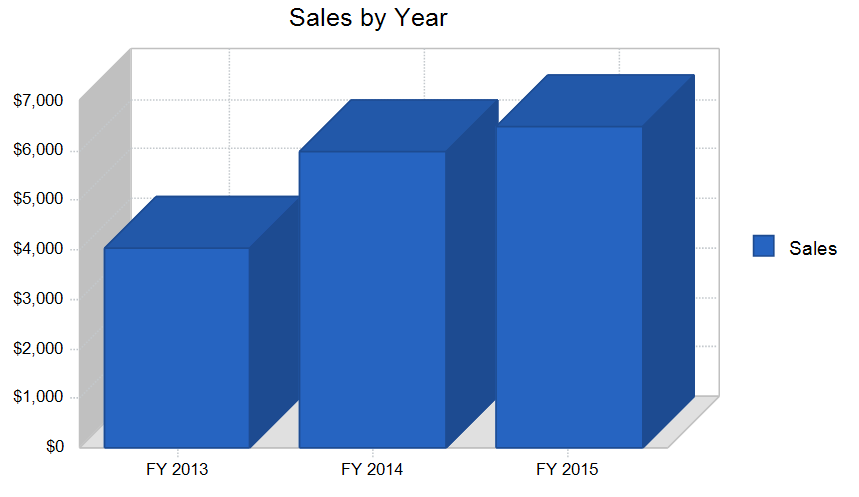 Sales by Year
$7,000
$6,000
$5,000
$4,000
$3,000
$2,000
$1,000
$0
FY 2013
FY 2014
FY 2015
Sales